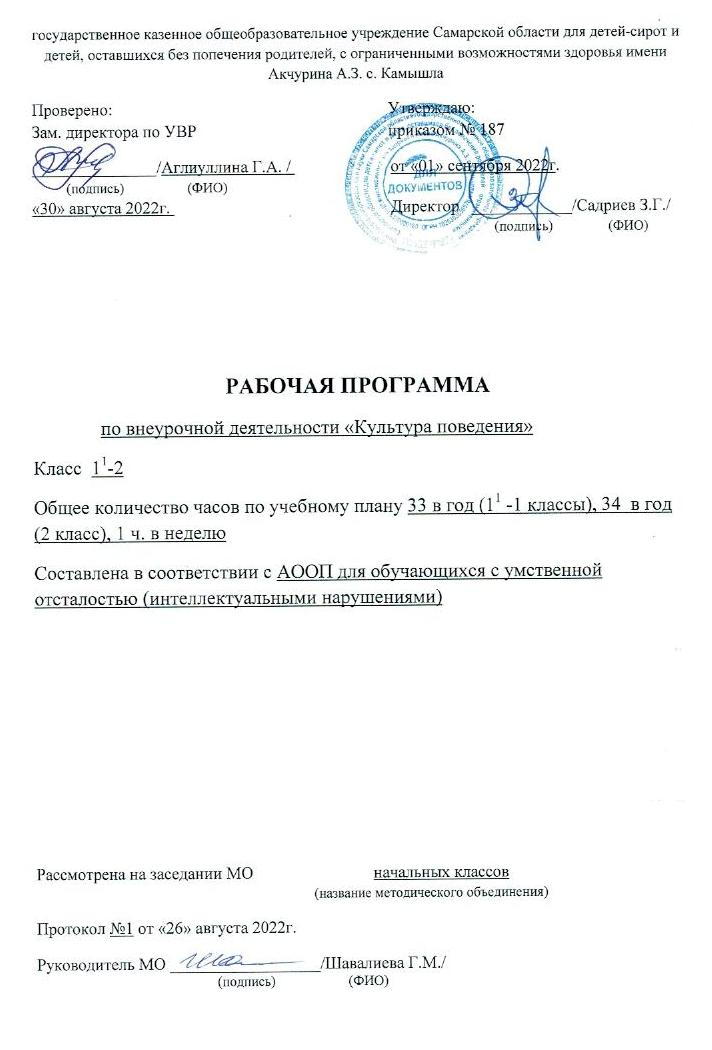 государственное казенное общеобразовательное учреждение Самарской области для детей-сирот и
детей, оставшихся без попечения родителей, с ограниченными возможностями здоровья имени
Акчурина А.З. с. Камышла
Проверено:
Зам. директора по УВР
/Аглиуллина Г.А. /
(подпись) (ФИО)
«30» августа 2022г.
Утверждаю:
приказом № 187
от «01» сентября 2022г.
Директор /Садриев З.Г./
(подпись) (ФИО)
ДЛЯ
ДОКУМЕНТОВ
РАБОЧАЯ ПРОГРАММА
по внеурочной деятельности «Культура поведения»
Класс 1¹-2
Общее количество часов по учебному плану 33 в год (1¹ -1 классы), 34 в год
(2 класс), 1 ч. в неделю
Составлена в соответствии с АООП для обучающихся с умственной
отсталостью (интеллектуальными нарушениями)
Рассмотрена на заседании МО начальных классов
(название методического объединения)
Протокол №1 от «26» августа 2022г.
Руководитель МО /Шавалиева Г.М./
(подпись) (ФИО)